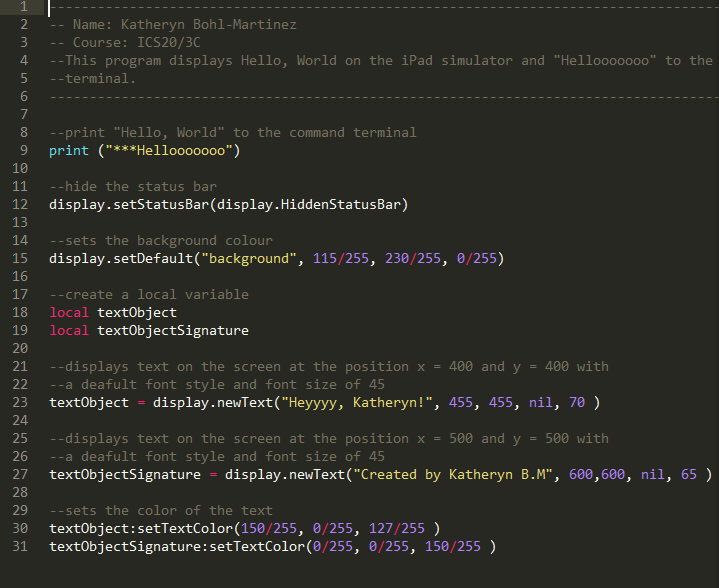 1 --------------------------------------------------------------------------------
2 -- Name: Katheryn Bohl-Martinez
3 -- Course: ICS20/3C
4 --This program displays Hello, World on the iPad simulator and "Hellooooooo" to the
5 --terminal.
6 --------------------------------------------------------------------------------
7
8 --print "Hello, World" to the command terminal
9 print ("***Hellooooooo")
10
11 --hide the status bar
12 display.setStatusBar(display.HiddenStatusBar)
13
14 --sets the background colour
15 display.setDefault("background", 115/255, 230/255, 0/255)
16
17 --create a local variable
18 local textObject
19 local textObjectSignature
20
21 --displays text on the screen at the position x = 400 and y = 400 with
22 --a deafult font style and font size of 45
23 textObject = display.newText("Heyyyy, Katheryn!", 455, 455, nil, 70 )
24
25 --displays text on the screen at the position x = 500 and y = 500 with
26 --a deafult font style and font size of 45
27 textObjectSignature = display.newText("Created by Katheryn B.M", 600,600, nil, 65 )
28
29 --sets the color of the text
30 textObject:setTextColor(150/255, 0/255, 127/255 )
31 textObjectSignature:setTextColor(0/255, 0/255, 150/255 )